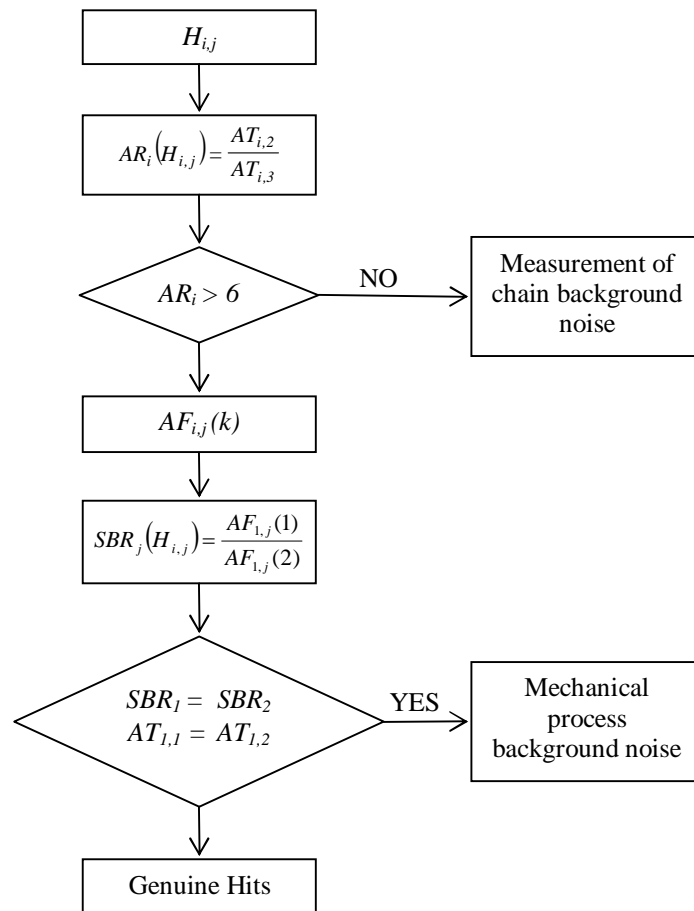 H_{i,j}
AR_i(H_{i,j}) = \frac{AT_{i,2}}{AT_{i,3}}
AR_i > 6
NO
Measurement of
chain background
noise
AF_{i,j}(k)
SBR_j(H_{i,j}) = \frac{AF_{1,j}(1)}{AF_{1,j}(2)}
SBR_1 = SBR_2
AT_{1,1} = AT_{1,2}
YES
Mechanical
process
background noise
Genuine Hits